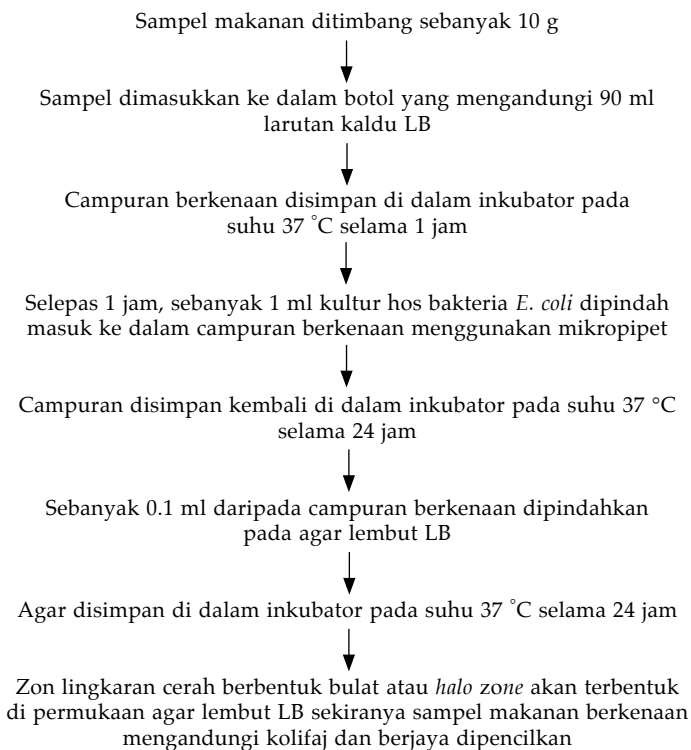 Sampel makanan ditimbang sebanyak 10 g
Sampel dimasukkan ke dalam botol yang mengandungi 90 ml
larutan kaldu LB
Campuran berkenaan disimpan di dalam inkubator pada
suhu 37 °C selama 1 jam
Selepas 1 jam, sebanyak 1 ml kultur hos bakteria E. coli dipindah
masuk ke dalam campuran berkenaan menggunakan mikropipet
Campuran disimpan kembali di dalam inkubator pada suhu 37 °C
selama 24 jam
Sebanyak 0.1 ml daripada campuran berkenaan dipindahkan
pada agar lembut LB
Agar disimpan di dalam inkubator pada suhu 37 °C selama 24 jam
Zon lingkaran cerah berbentuk bulat atau halo zone akan terbentuk
di permukaan agar lembut LB sekiranya sampel makanan berkenaan
mengandungi kolifaj dan berjaya dipencilkan